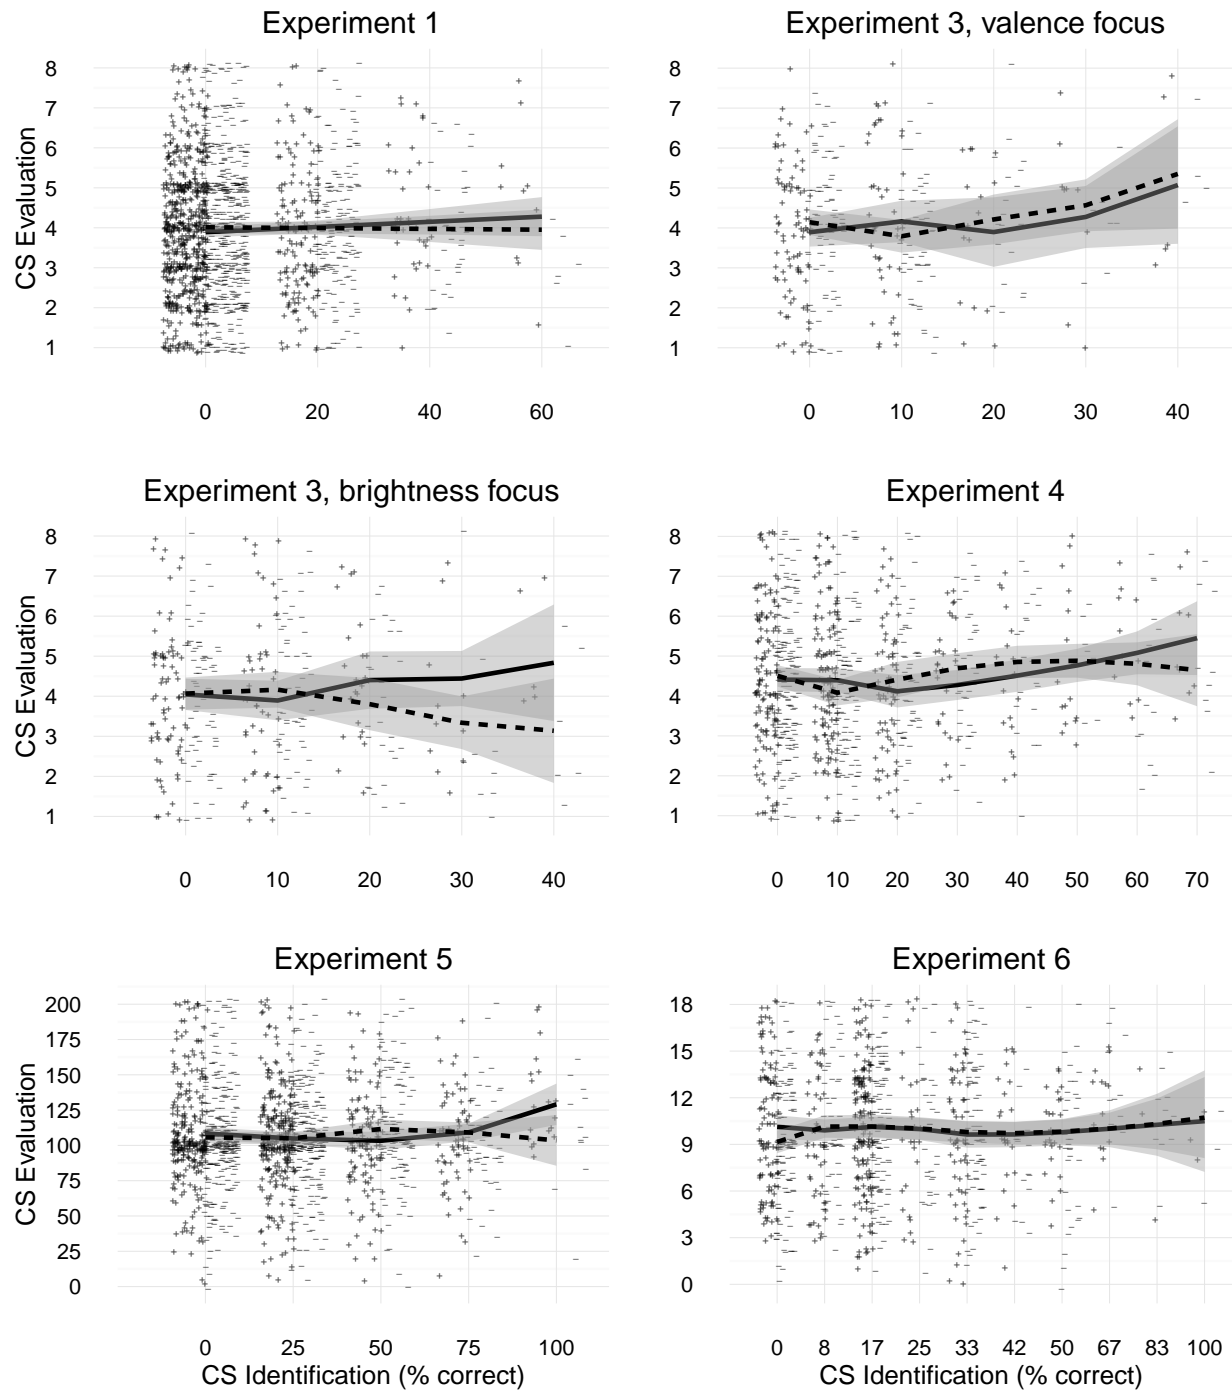 Experiment 1
Experiment 3, valence focus
CS Evaluation
8
7
6
5
4
3
2
1
0 20 40 60
8
7
6
5
4
3
2
1
0 10 20 30 40
Experiment 3, brightness focus
Experiment 4
CS Evaluation
8
7
6
5
4
3
2
1
0 10 20 30 40
8
7
6
5
4
3
2
1
0 10 20 30 40 50 60 70
Experiment 5
Experiment 6
CS Evaluation
200
175
150
125
100
75
50
25
0
0 25 50 75 100
CS Identification (% correct)
18
15
12
9
6
3
0
0 8 17 25 33 42 50 67 83 100
CS Identification (% correct)